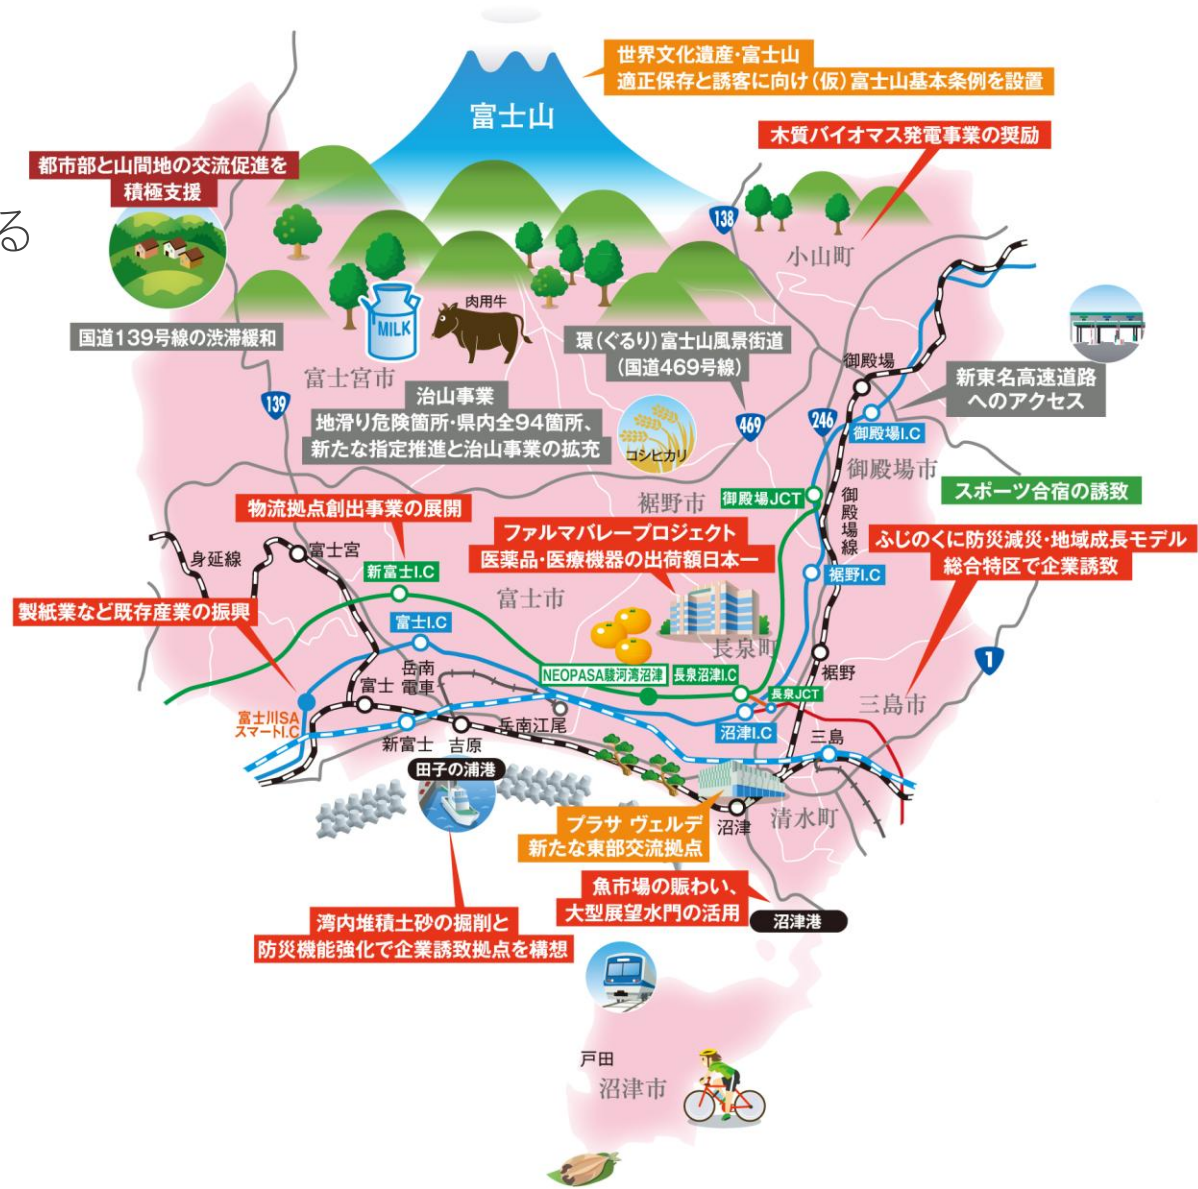 世界文化遺産・富士山
適正保存と誘客に向け(仮)富士山基本条例を設置
富士山
木質バイオマス発電事業の奨励
都市部と山間地の交流促進を
積極支援
る
138
小山町
MILK
肉用牛
国道139号線の渋滞緩和
環(ぐるり)富士山風景街道
(国道469号線)
御殿場
新東名高速道路
へのアクセス
富士宮市
治山事業
地滑り危険箇所・県内全94箇所、
新たな指定推進と治山事業の拡充
139
コシヒカリ
469
246
御殿場I.C
御殿場市
裾野市
御殿場JCT
御殿場線
スポーツ合宿の誘致
物流拠点創出事業の展開
ファルマバレープロジェクト
医薬品・医療機器の出荷額日本一
ふじのくに防災減災・地域成長モデル
総合特区で企業誘致
身延線
富士宮
新富士I.C
裾野I.C
富士市
製紙業など既存産業の振興
富士I.C
長泉町
1
岳南
電車
NEOPASA駿河湾沼津
長泉沼津I.C
裾野
長泉JCT
三島市
富士
富士川SA
スマートI.C
岳南江尾
沼津I.C
新富士
吉原
三島
田子の浦港
プラサ ヴェルデ
新たな東部交流拠点
沼津
清水町
魚市場の賑わい、
大型展望水門の活用
沼津港
湾内堆積土砂の掘削と
防災機能強化で企業誘致拠点を構想
戸田
沼津市